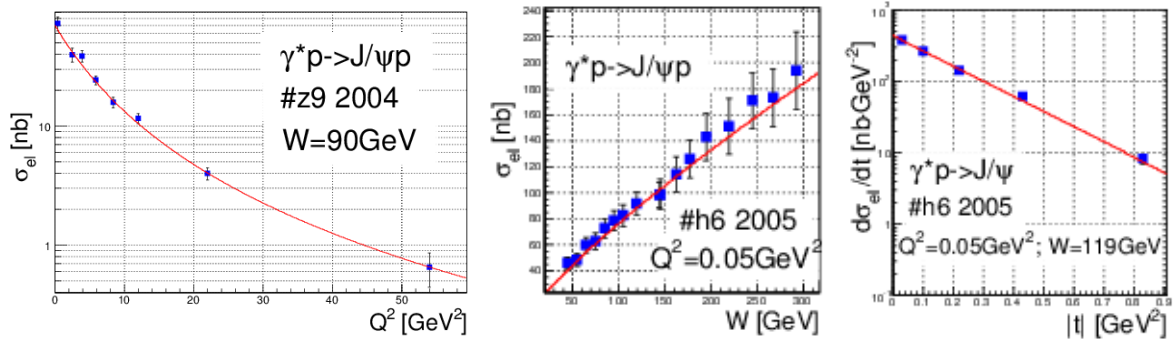 σel [nb]
10
1
γ*p->J/ψp
#z9 2004
W=90GeV
0 10 20 30 40 50
Q² [GeV²]
σel [nb]
240
220
200
180
160
140
120
100
80
60
40
γ*p->J/ψp
#h6 2005
Q²=0.05GeV²
50 100 150 200 250 300
W [GeV]
dσel/dt [nb·GeV⁻²]
10³
10²
10
1
10⁻¹
γ*p->J/ψ
#h6 2005
Q²=0.05GeV²; W=119GeV
0 0.1 0.2 0.3 0.4 0.5 0.6 0.7 0.8 0.9
|t| [GeV²]